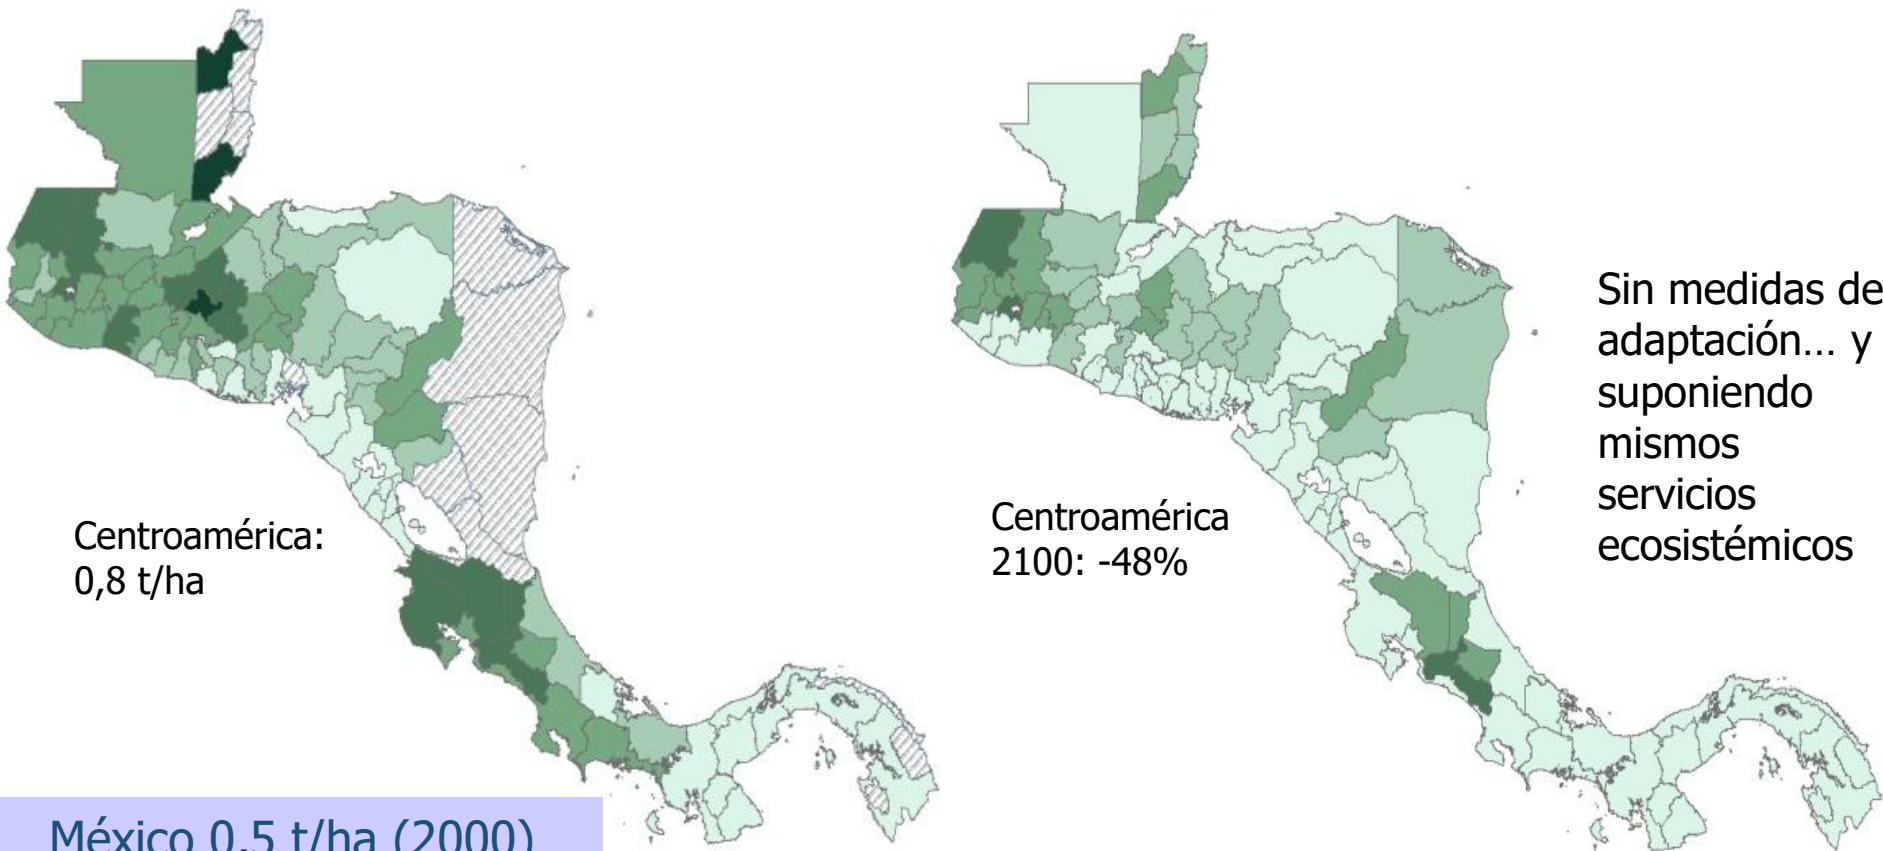 Centroamérica:
0,8 t/ha
México 0,5 t/ha (2000)
Centroamérica
2100: -48%
Sin medidas de
adaptación... y
suponiendo
mismos
servicios
ecosistémicos